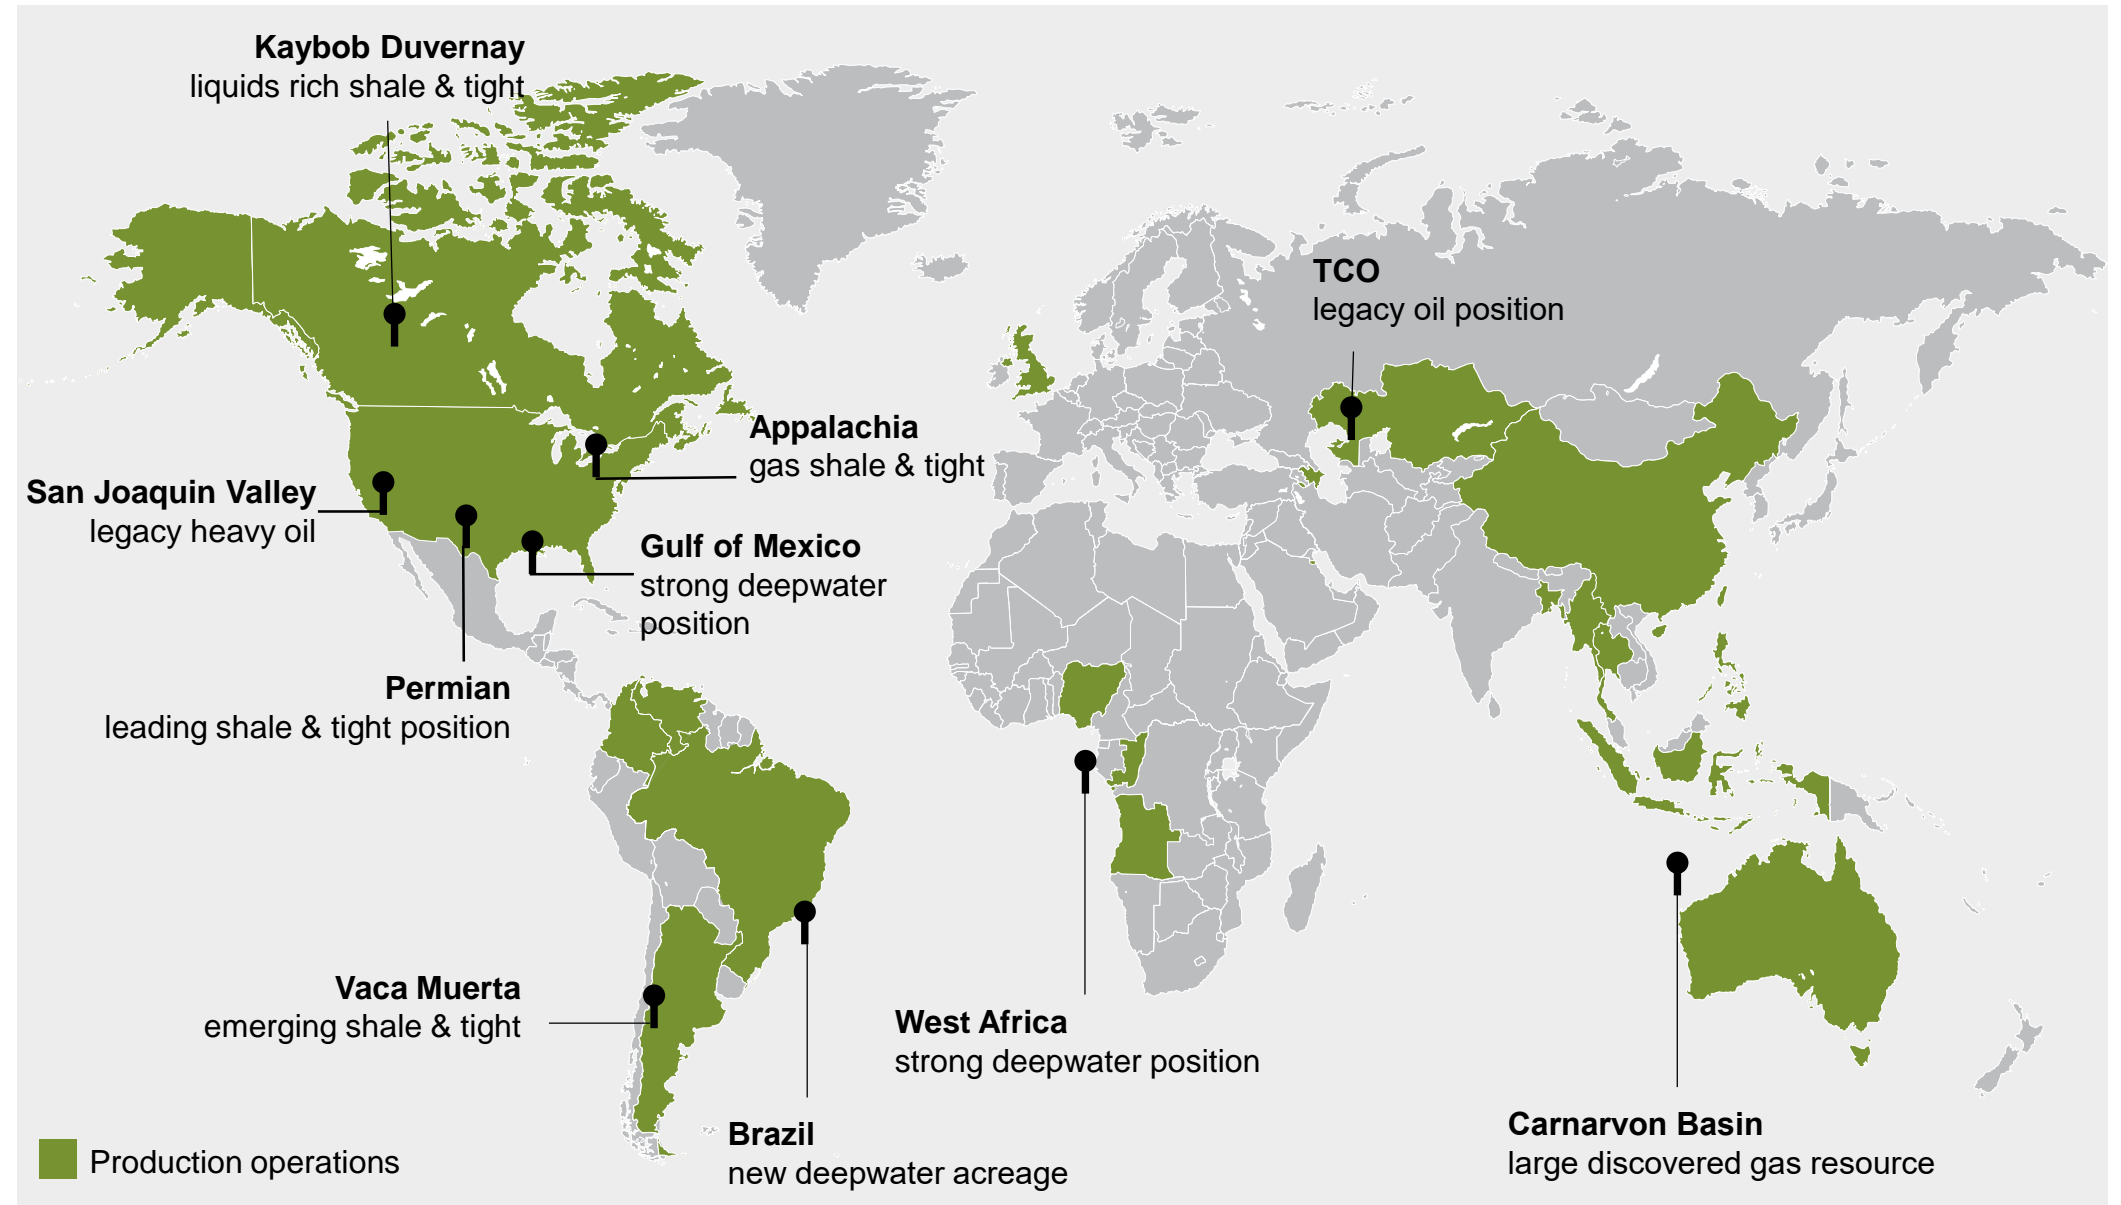 Kaybob Duvernay
liquids rich shale & tight
TCO
legacy oil position
Appalachia
gas shale & tight
San Joaquin Valley
legacy heavy oil
Gulf of Mexico
strong deepwater
position
Permian
leading shale & tight position
Vaca Muerta
emerging shale & tight
West Africa
strong deepwater position
Brazil
new deepwater acreage
Carnarvon Basin
large discovered gas resource
Production operations